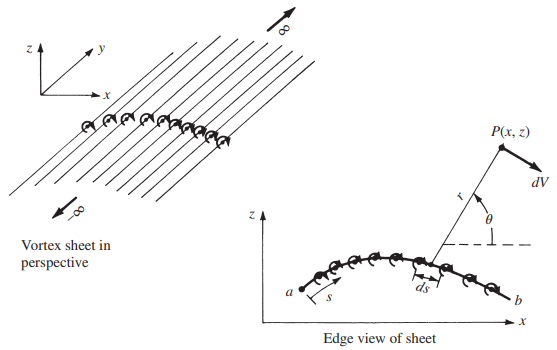 ∞
z
y
x
-∞
Vortex sheet in
perspective
P(x, z)
dV
r
θ
z
a
s
ds
b
x
Edge view of sheet